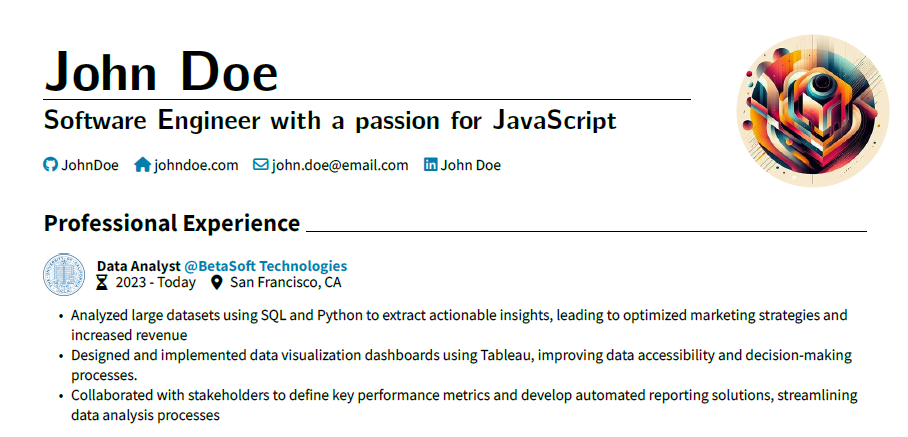 John Doe
Software Engineer with a passion for JavaScript
JohnDoe johndoe.com john.doe@email.com John Doe
Professional Experience
Data Analyst @BetaSoft Technologies
2023 - Today San Francisco, CA
• Analyzed large datasets using SQL and Python to extract actionable insights, leading to optimized marketing strategies and
increased revenue
• Designed and implemented data visualization dashboards using Tableau, improving data accessibility and decision-making
processes.
• Collaborated with stakeholders to define key performance metrics and develop automated reporting solutions, streamlining
data analysis processes